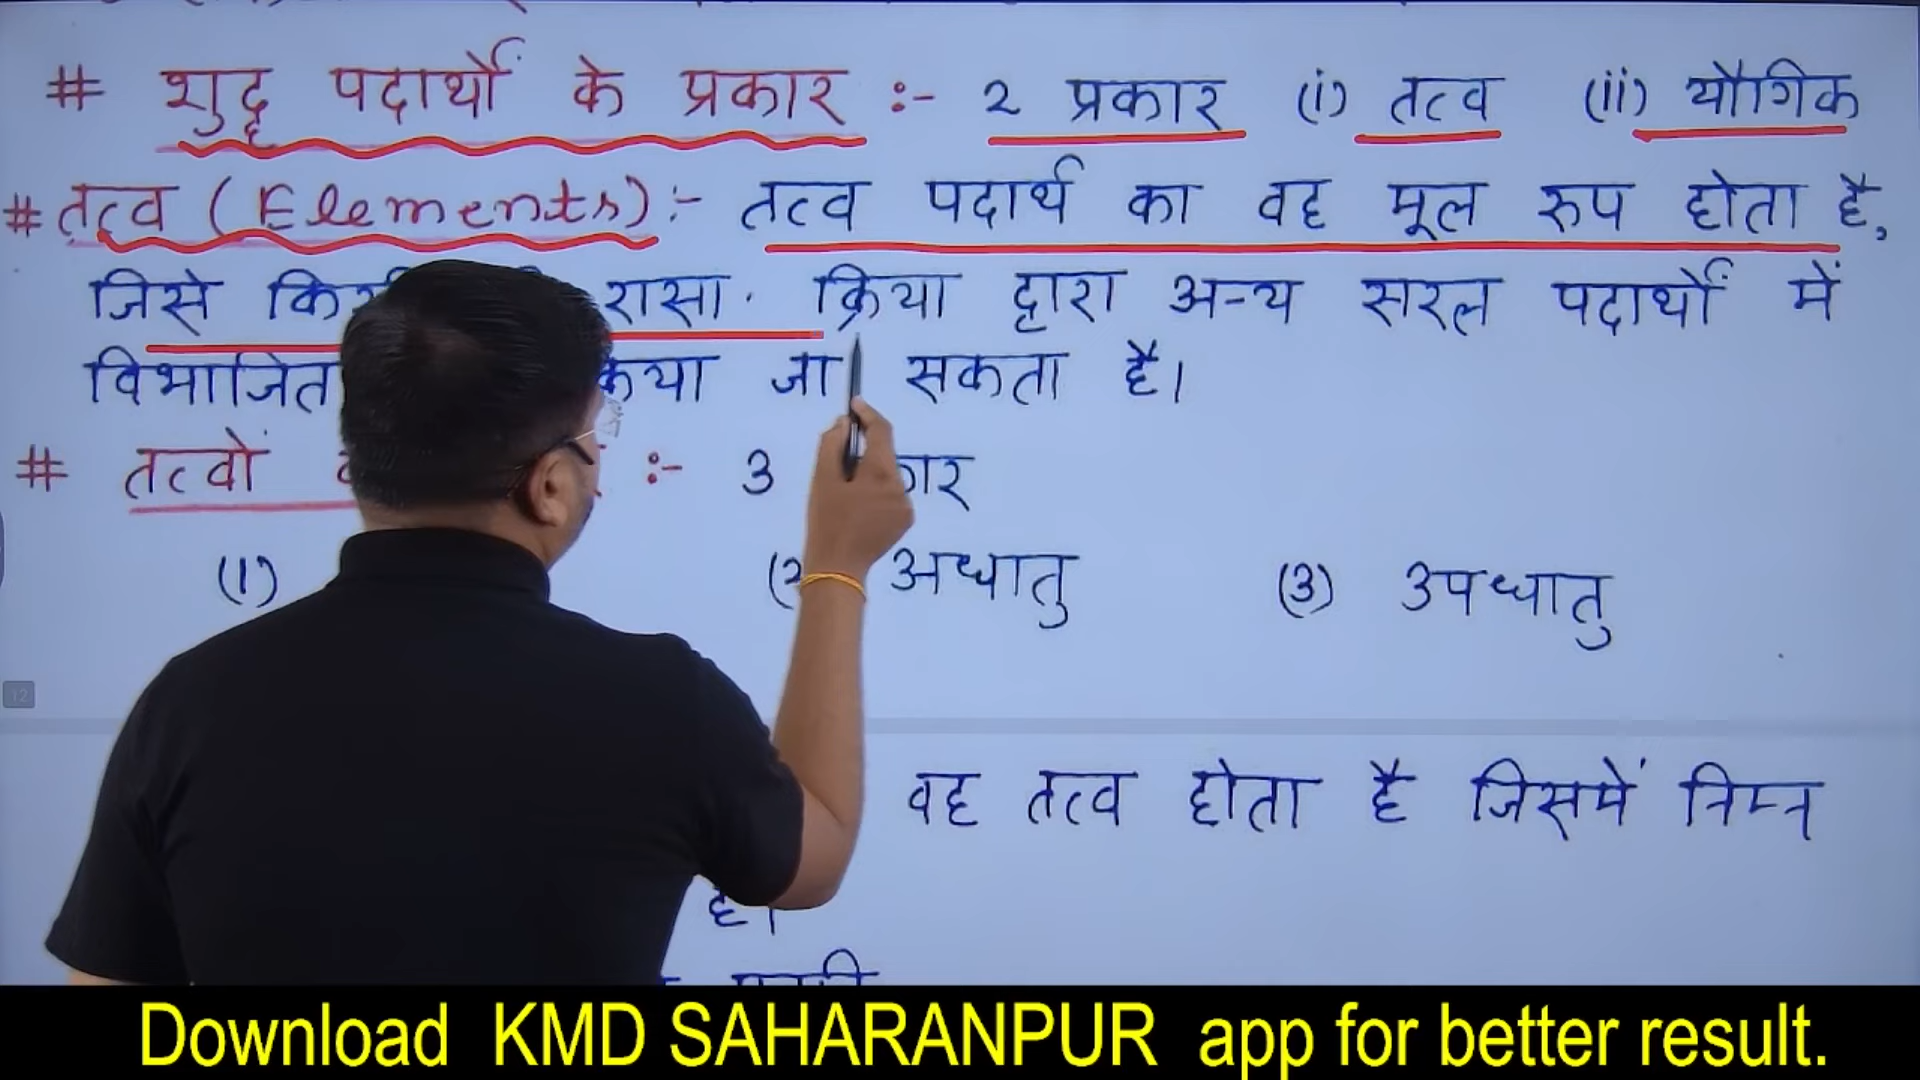 # शुद्ध पदार्थों के प्रकार :- 2 प्रकार (i) तत्व (ii) यौगिक
# तत्व (Elements) :- तत्व पदार्थ का वह मूल रुप होता है,
जिसे रासा. क्रिया द्वारा अन्य सरल पदार्थों में
विभाजित किया जा सकता है।
# तत्वों :- 3
(1) (2) अधातु (3) उपधातु
12
वह तत्व होता है जिसमें निम्न
है।
Download KMD SAHARANPUR app for better result.